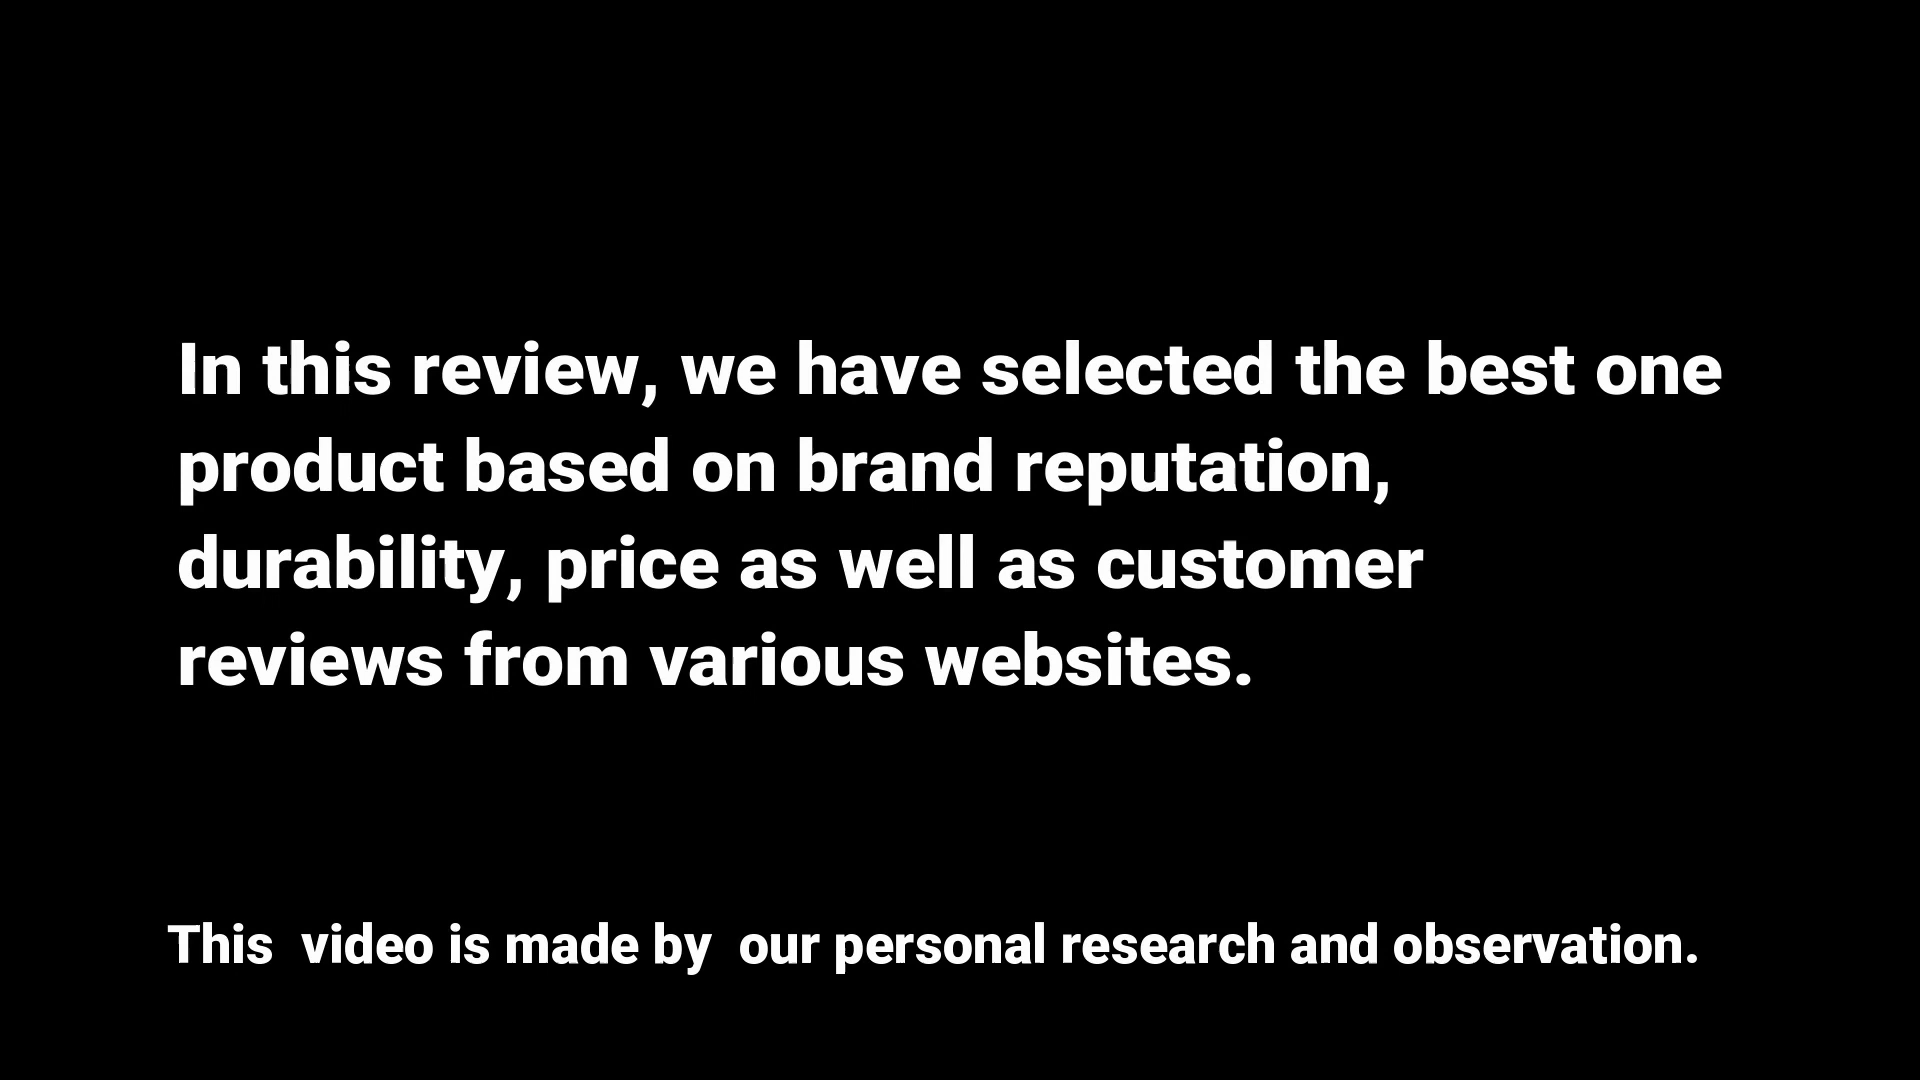 In this review, we have selected the best one
product based on brand reputation,
durability, price as well as customer
reviews from various websites.
This  video is made by  our personal research and observation.